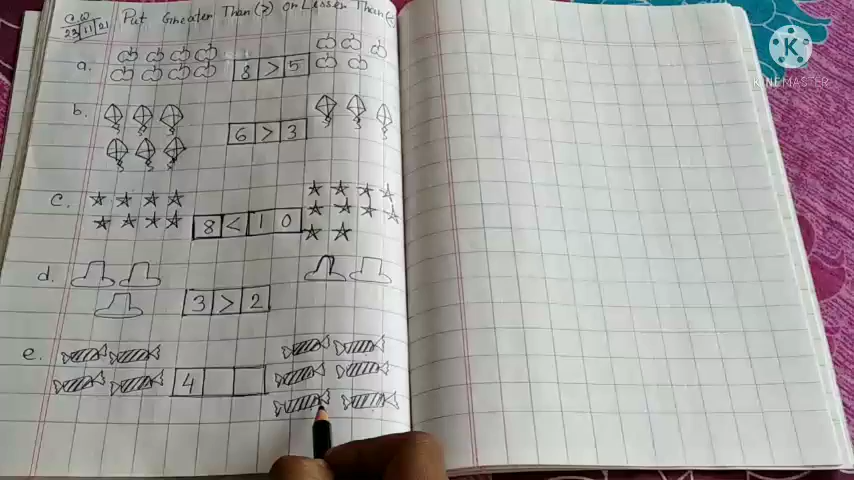 C.W Put Greater Than (>) or Lesser Than (<)
23/11/21
a. 8 > 5
b. 6 > 3
c. 8 < 10
d. 3 > 2
e. 4
KINEMASTER